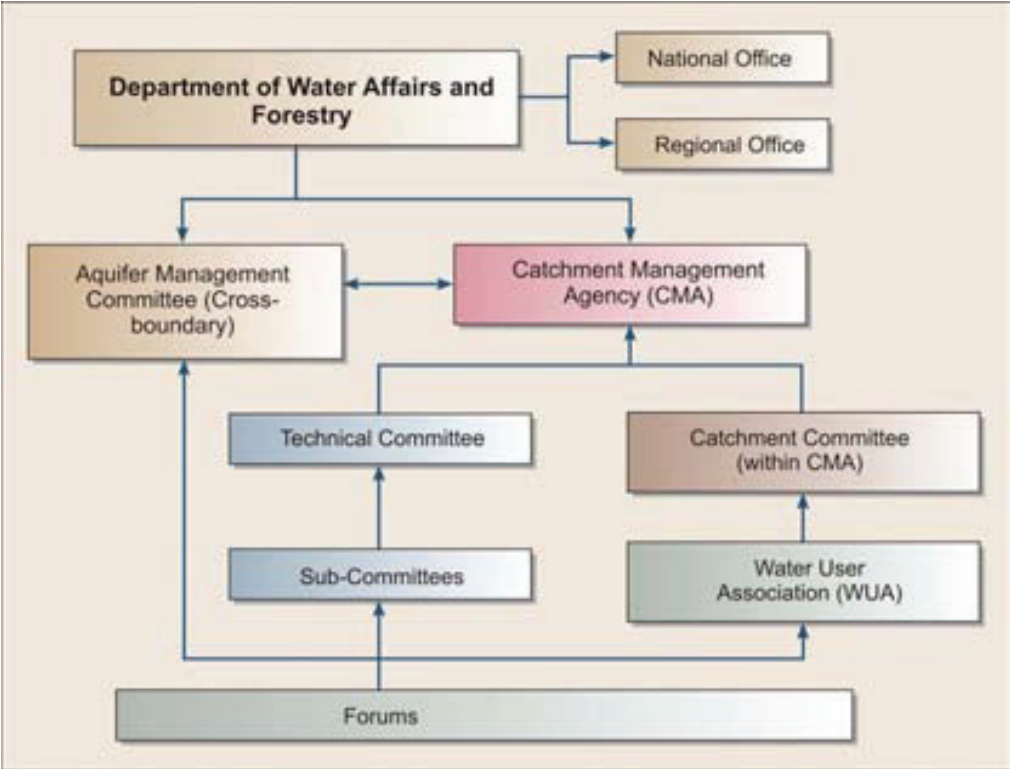 Department of Water Affairs and
Forestry
National Office
Regional Office
Aquifer Management
Committee (Cross-
boundary)
Catchment Management
Agency (CMA)
Technical Committee
Catchment Committee
(within CMA)
Sub-Committees
Water User
Association (WUA)
Forums